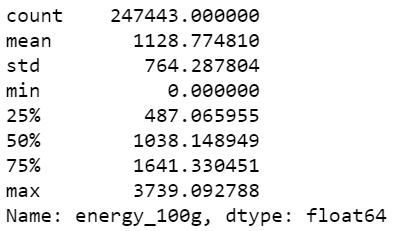 count    247443.000000
mean       1128.774810
std         764.287804
min           0.000000
25%         487.065955
50%        1038.148949
75%        1641.330451
max        3739.092788
Name: energy_100g, dtype: float64